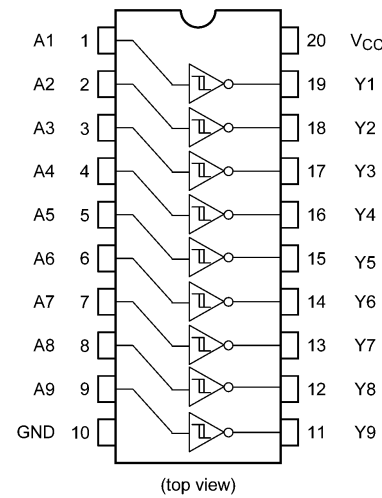 A1 1 20 VCC
A2 2 19 Y1
A3 3 18 Y2
A4 4 17 Y3
A5 5 16 Y4
A6 6 15 Y5
A7 7 14 Y6
A8 8 13 Y7
A9 9 12 Y8
GND 10 11 Y9
(top view)